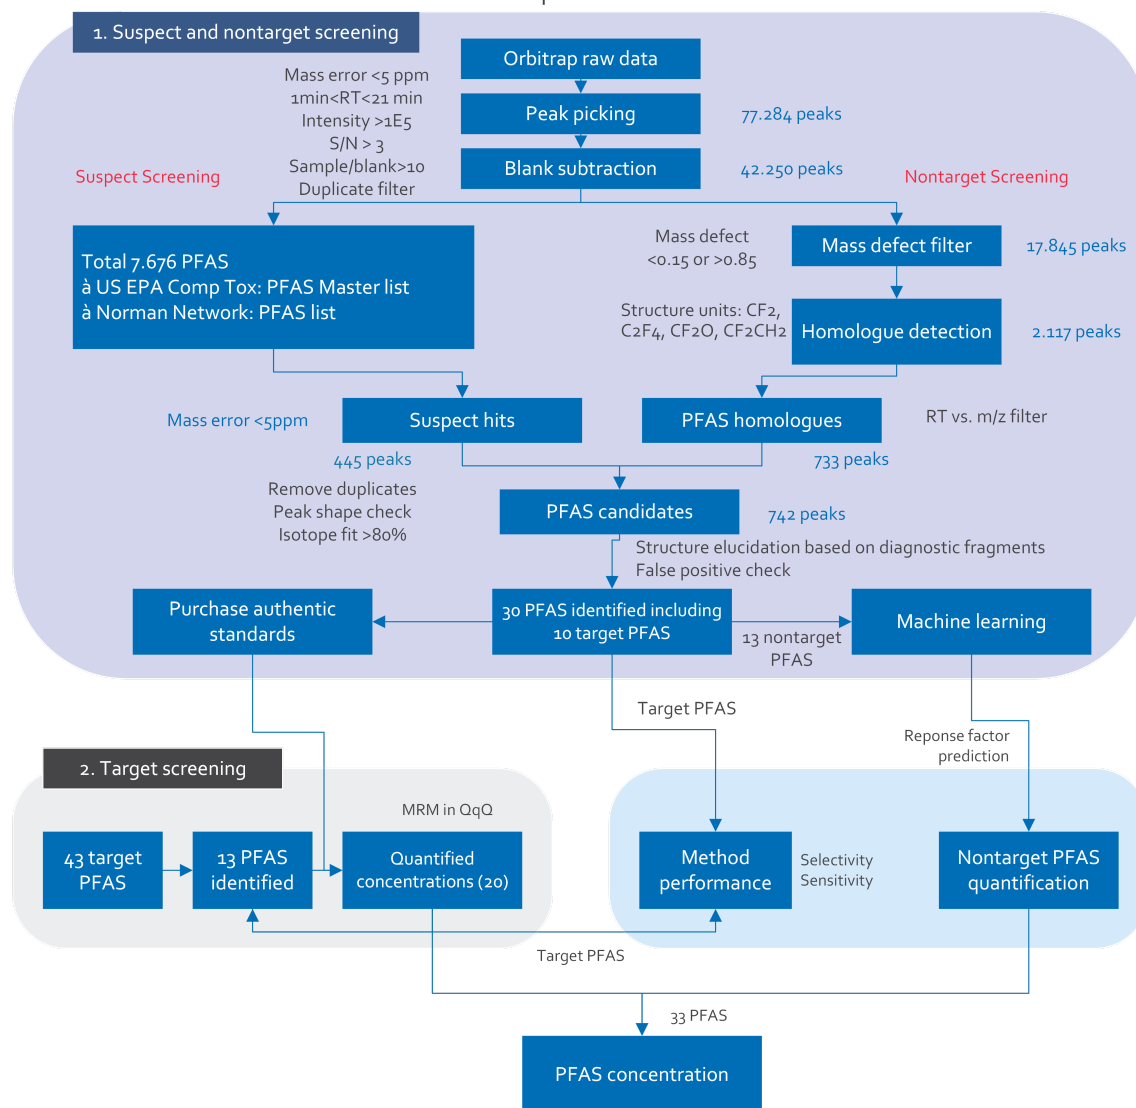 1. Suspect and nontarget screening
Orbitrap raw data
Mass error <5 ppm
1min<RT<21 min
Intensity >1E5
S/N > 3
Sample/blank>10
Duplicate filter
Peak picking
77.284 peaks
Blank subtraction
42.250 peaks
Suspect Screening
Nontarget Screening
Total 7.676 PFAS
à US EPA Comp Tox: PFAS Master list
à Norman Network: PFAS list
Mass defect
<0.15 or >0.85
Mass defect filter
17.845 peaks
Structure units: CF2,
C2F4, CF2O, CF2CH2
Homologue detection
2.117 peaks
Mass error <5ppm
Suspect hits
PFAS homologues
RT vs. m/z filter
445 peaks
733 peaks
Remove duplicates
Peak shape check
Isotope fit >80%
PFAS candidates
742 peaks
Structure elucidation based on diagnostic fragments
False positive check
Purchase authentic
standards
30 PFAS identified including
10 target PFAS
13 nontarget
PFAS
Machine learning
Target PFAS
Reponse factor
prediction
2. Target screening
MRM in QqQ
43 target
PFAS
13 PFAS
identified
Quantified
concentrations (20)
Method
performance
Selectivity
Sensitivity
Nontarget PFAS
quantification
Target PFAS
33 PFAS
PFAS concentration